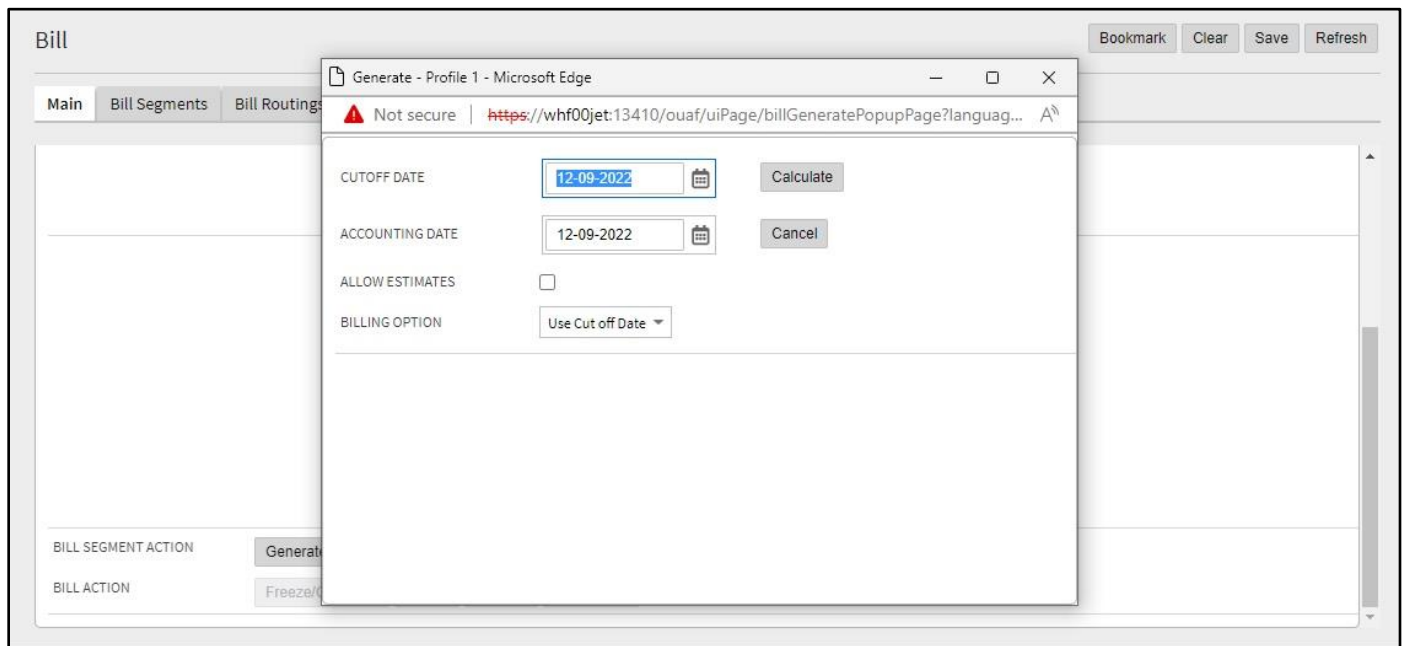 Bill
Bookmark Clear Save Refresh
Generate - Profile 1 - Microsoft Edge
Main Bill Segments Bill Routings
Not secure https://whf00jet:13410/ouaf/uiPage/billGeneratePopupPage?languag...
CUTOFF DATE 12-09-2022 Calculate
ACCOUNTING DATE 12-09-2022 Cancel
ALLOW ESTIMATES
BILLING OPTION Use Cut off Date
BILL SEGMENT ACTION Generate
BILL ACTION Freeze/